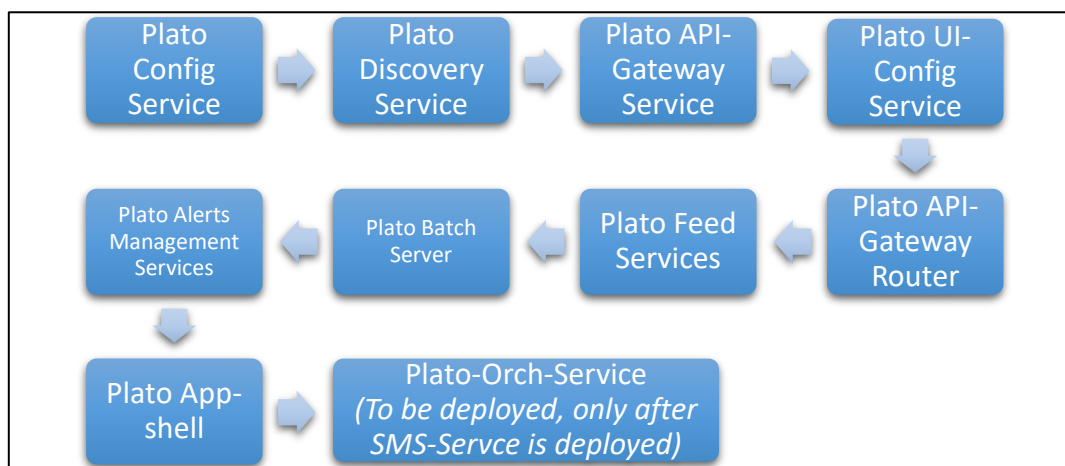 Plato
Config
Service
Plato
Discovery
Service
Plato API-
Gateway
Service
Plato UI-
Config
Service
Plato API-
Gateway
Router
Plato Feed
Services
Plato Batch
Server
Plato Alerts
Management
Services
Plato App-
shell
Plato-Orch-Service
(To be deployed, only after
SMS-Servce is deployed)